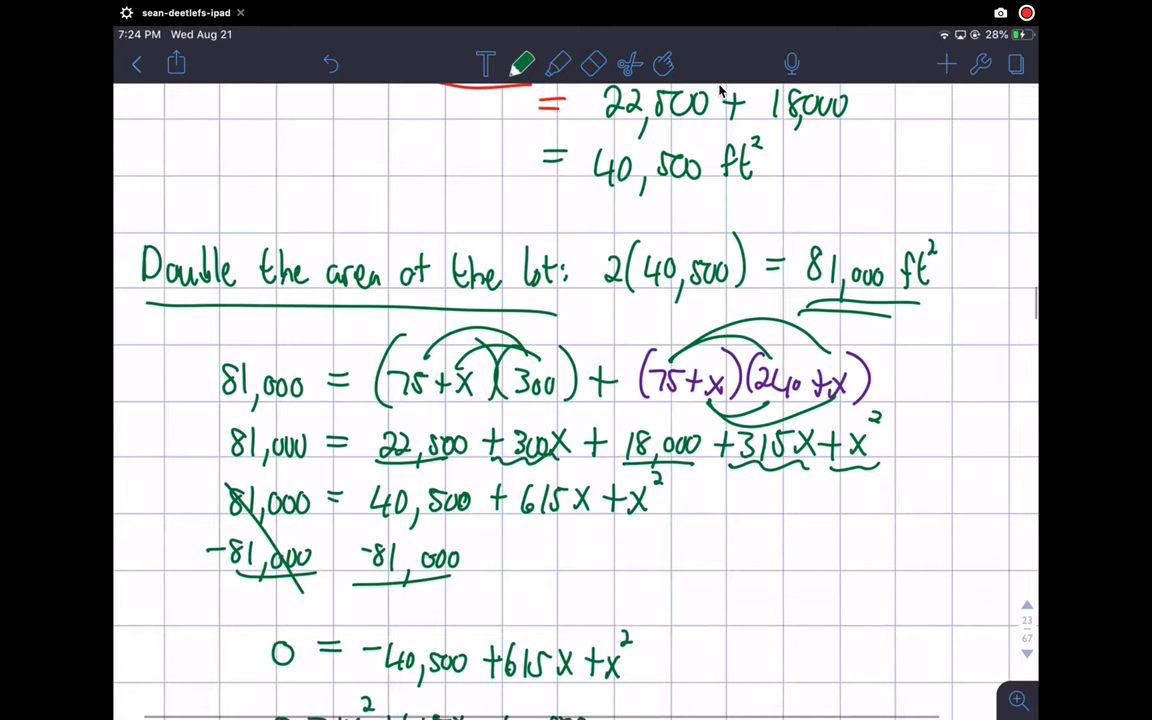 sean-deetlefs-ipad
7:24 PM Wed Aug 21 28%
T
= 22,500 + 18,000
= 40,500 ft²
Double the area of the lot: 2(40,500) = 81,000 ft²
81,000 = (75+x)(300) + (75+x)(240+x)
81,000 = 22,500 +300x + 18,000 +315x+x²
81,000 = 40,500 +615x +x²
-81,000 -81,000
0 = -40,500 +615x +x²
23
67